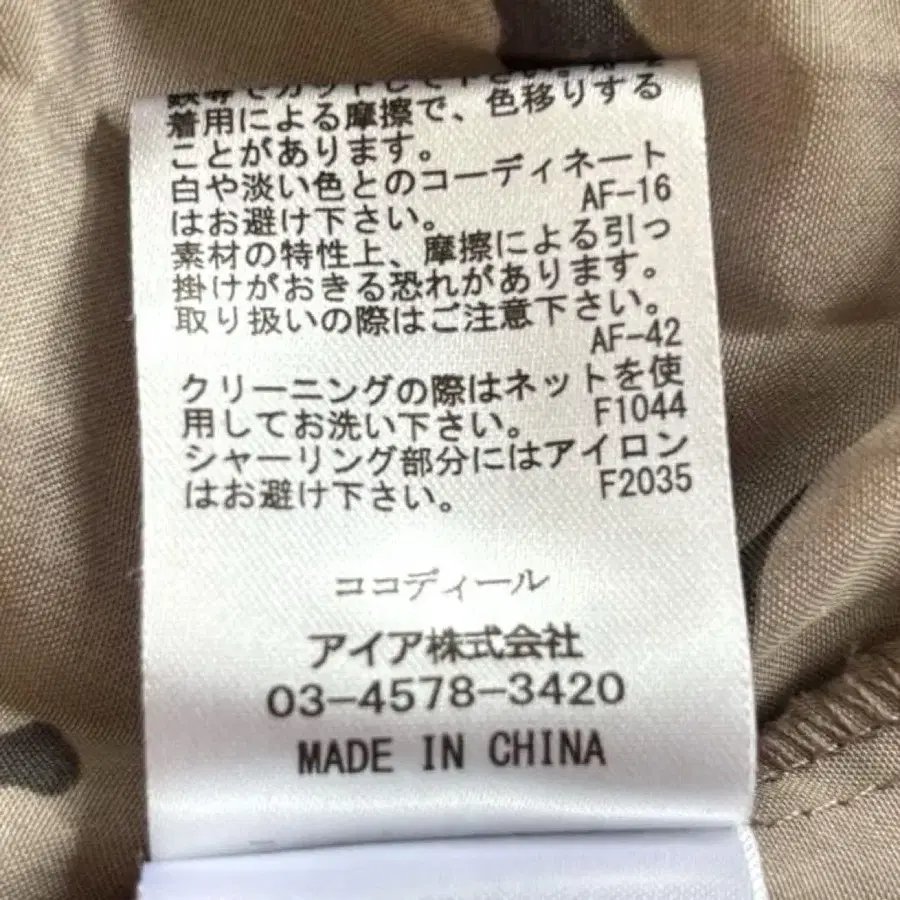 着用による摩擦で、色移りする
ことがあります。
白や淡い色とのコーディネート
はお避け下さい。 AF-16
素材の特性上、摩擦による引っ
掛けがおきる恐れがあります。
取り扱いの際はご注意下さい。
AF-42
クリーニングの際はネットを使
用してお洗い下さい。 F1044
シャーリング部分にはアイロン
はお避け下さい。 F2035
ココディール
アイア株式会社
03-4578-3420
MADE IN CHINA